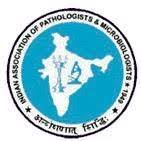 INDIAN ASSOCIATION OF PATHOLOGISTS & MICROBIOLOGISTS * 1949 *
सिद्धिः